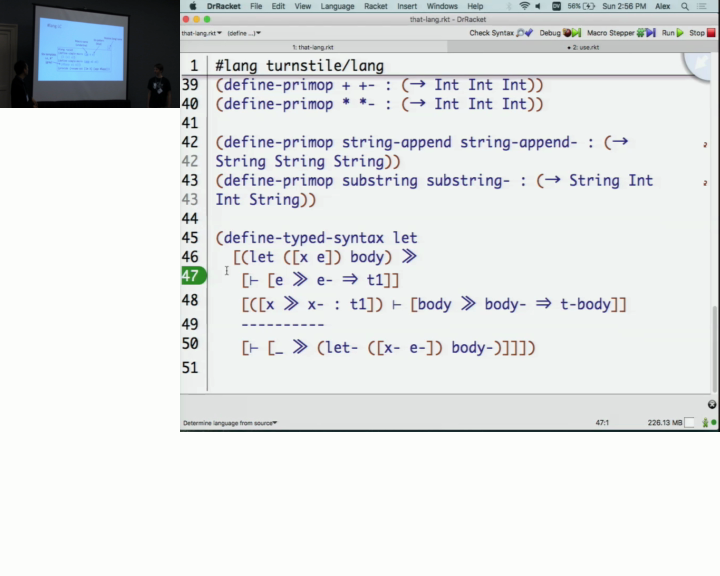 DrRacket File Edit View Language Racket Insert Windows Help 56% Sun 2:56 PM Alex
that-lang.rkt - DrRacket
that-lang.rkt▾ (define ...)▾ Check Syntax Debug Macro Stepper Run Stop
1: that-lang.rkt • 2: use.rkt
1 #lang turnstile/lang
39 (define-primop + +- : (→ Int Int Int))
40 (define-primop * *- : (→ Int Int Int))
41
42 (define-primop string-append string-append- : (→
42 String String String))
43 (define-primop substring substring- : (→ String Int
43 Int String))
44
45 (define-typed-syntax let
46 [(let ([x e]) body) ≫
47 [⊢ [e ≫ e- ⇒ t1]]
48 [([x ≫ x- : t1]) ⊢ [body ≫ body- ⇒ t-body]]
49 ----------
50 [⊢ [_ ≫ (let- ([x- e-]) body-)]]])
51
Determine language from source▾ 47:1 226.13 MB